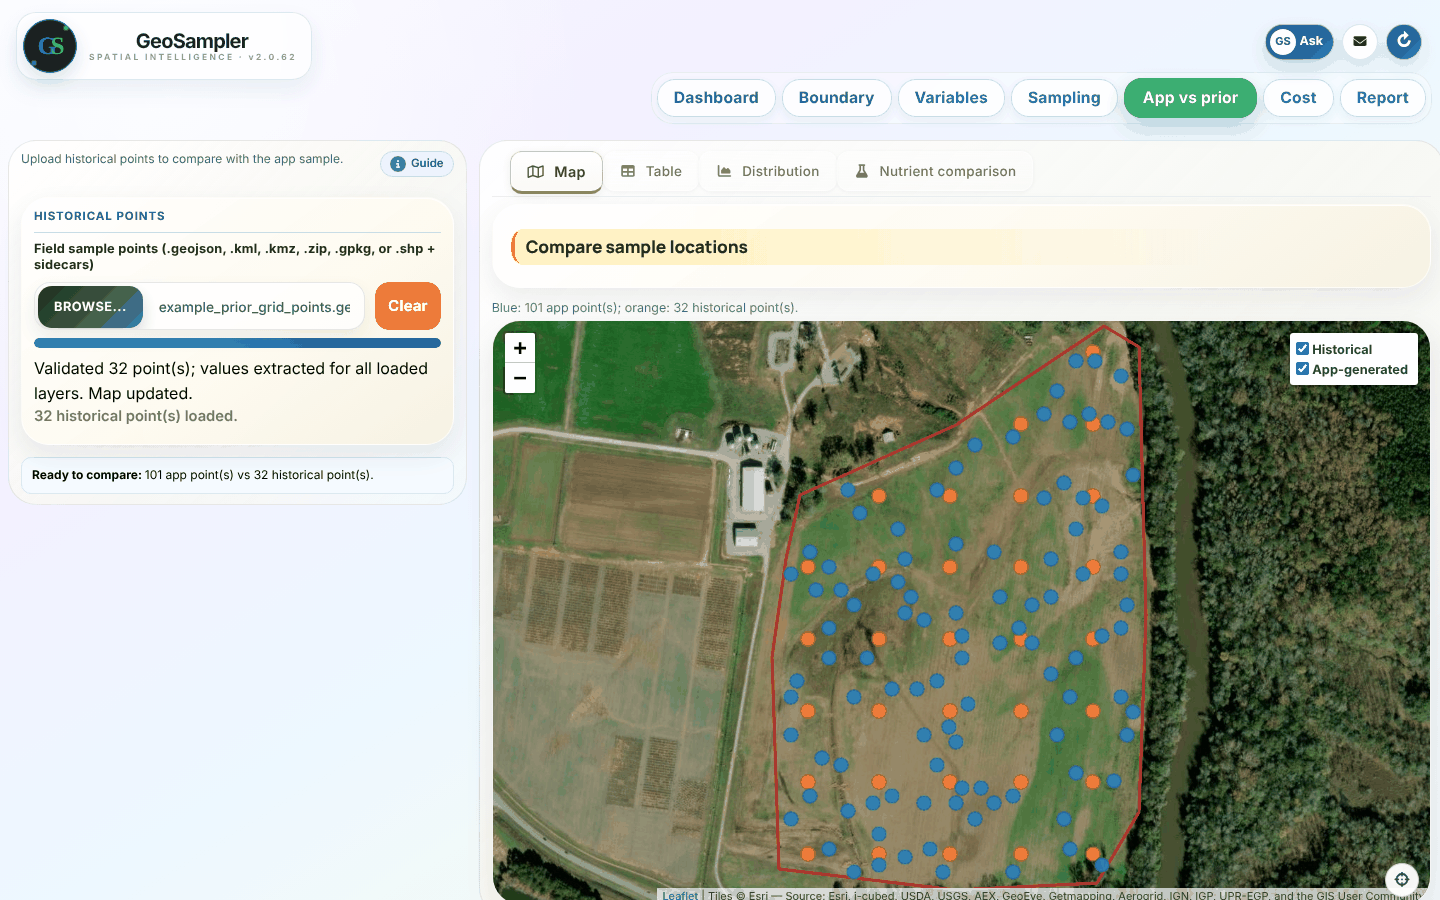 GS
GeoSampler
SPATIAL INTELLIGENCE · v2.0.62
GS Ask
Dashboard
Boundary
Variables
Sampling
App vs prior
Cost
Report
Upload historical points to compare with the app sample.
Guide
HISTORICAL POINTS
Field sample points (.geojson, .kml, .kmz, .zip, .gpkg, or .shp +
sidecars)
BROWSE...
example_prior_grid_points.ge
Clear
Validated 32 point(s); values extracted for all loaded
layers. Map updated.
32 historical point(s) loaded.
Ready to compare: 101 app point(s) vs 32 historical point(s).
Map
Table
Distribution
Nutrient comparison
Compare sample locations
Blue: 101 app point(s); orange: 32 historical point(s).
+
−
Historical
App-generated
Leaflet | Tiles © Esri — Source: Esri, i-cubed, USDA, USGS, AEX, GeoEye, Getmapping, Aerogrid, IGN, IGP, UPR-EGP, and the GIS User Community